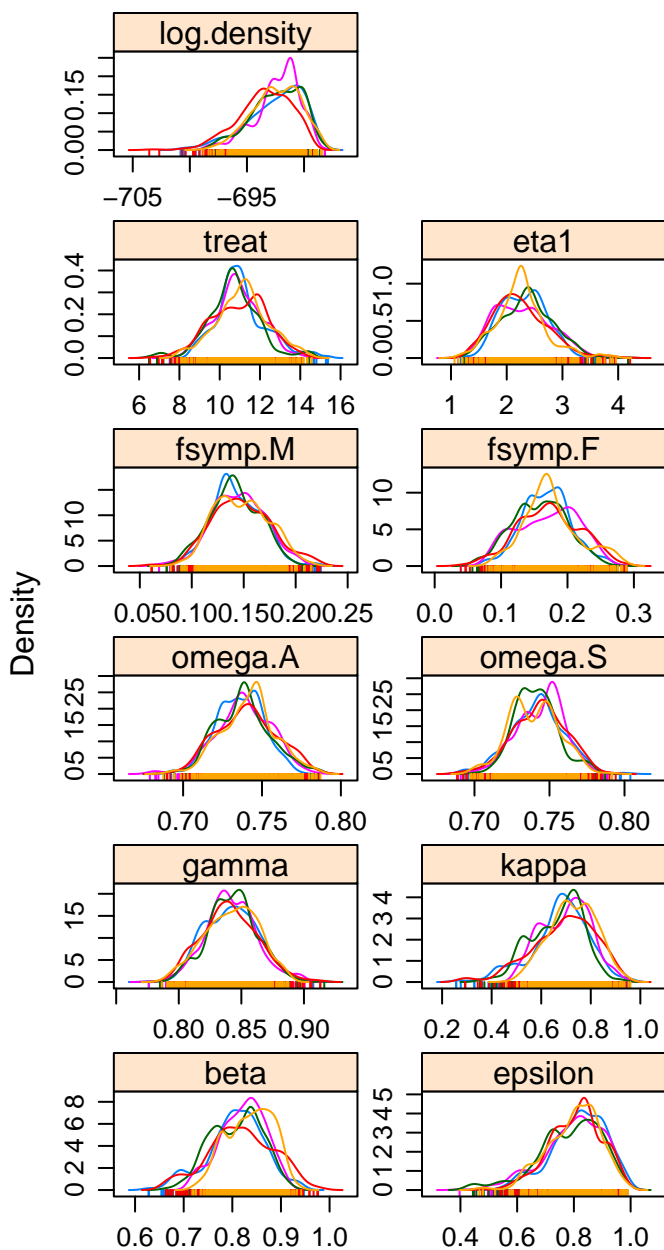 log.density
0.00 0.15
−705 −695
treat eta1
0.0 0.2 0.4
0.0 0.5 1.0
6 8 10 12 14 16
1 2 3 4
fsymp.M fsymp.F
0 5 10
0 5 10
0.05 0.10 0.15 0.20 0.25
0.0 0.1 0.2 0.3
Density
omega.A omega.S
0 5 15 25
0 5 15 25
0.70 0.75 0.80
0.70 0.75 0.80
gamma kappa
0 5 15
0 1 2 3 4
0.80 0.85 0.90
0.2 0.4 0.6 0.8 1.0
beta epsilon
0 2 4 6 8
0 1 2 3 4 5
0.6 0.7 0.8 0.9 1.0
0.4 0.6 0.8 1.0